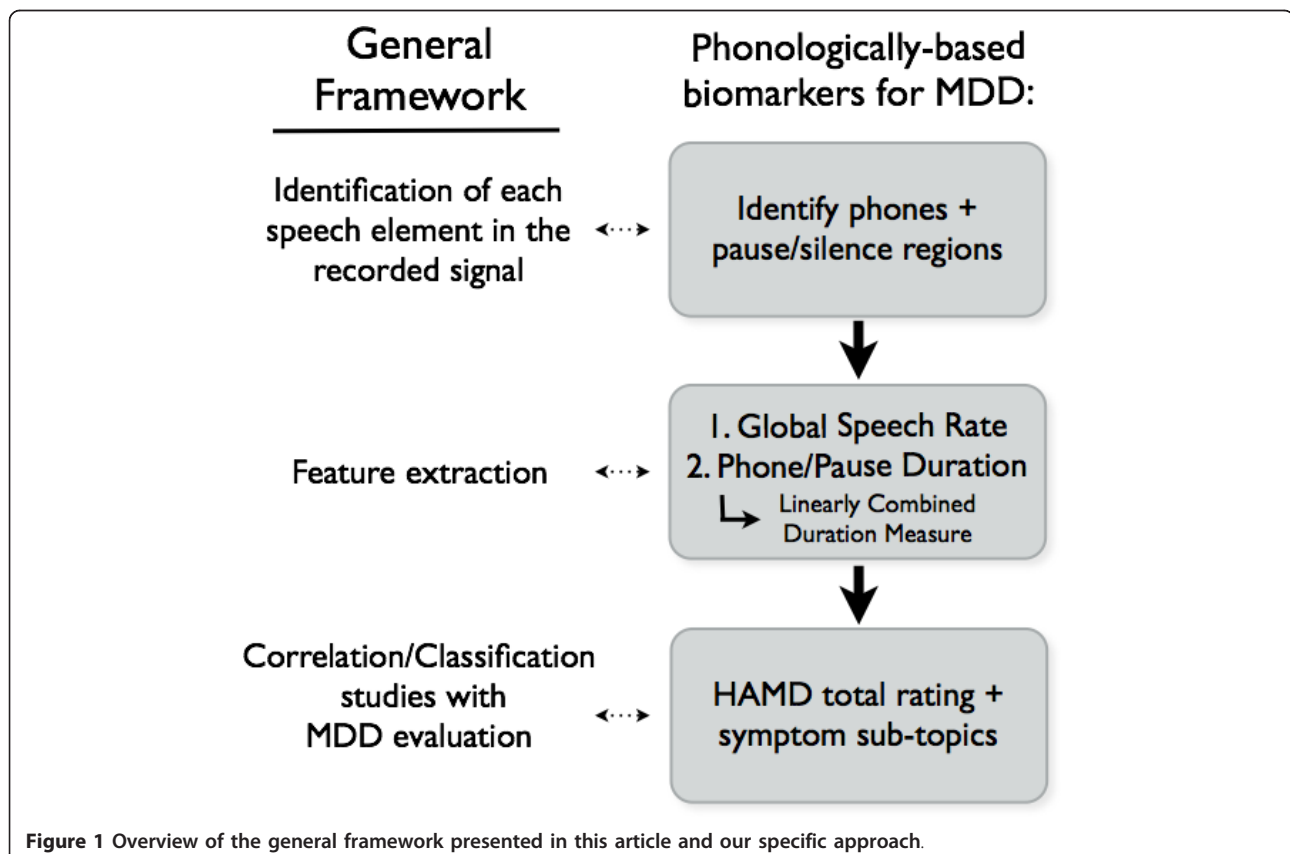 General
Framework
Phonologically-based
biomarkers for MDD:
Identification of each
speech element in the
recorded signal
Identify phones +
pause/silence regions
Feature extraction
1. Global Speech Rate
2. Phone/Pause Duration
Linearly Combined
Duration Measure
Correlation/Classification
studies with
MDD evaluation
HAMD total rating +
symptom sub-topics
Figure 1 Overview of the general framework presented in this article and our specific approach.